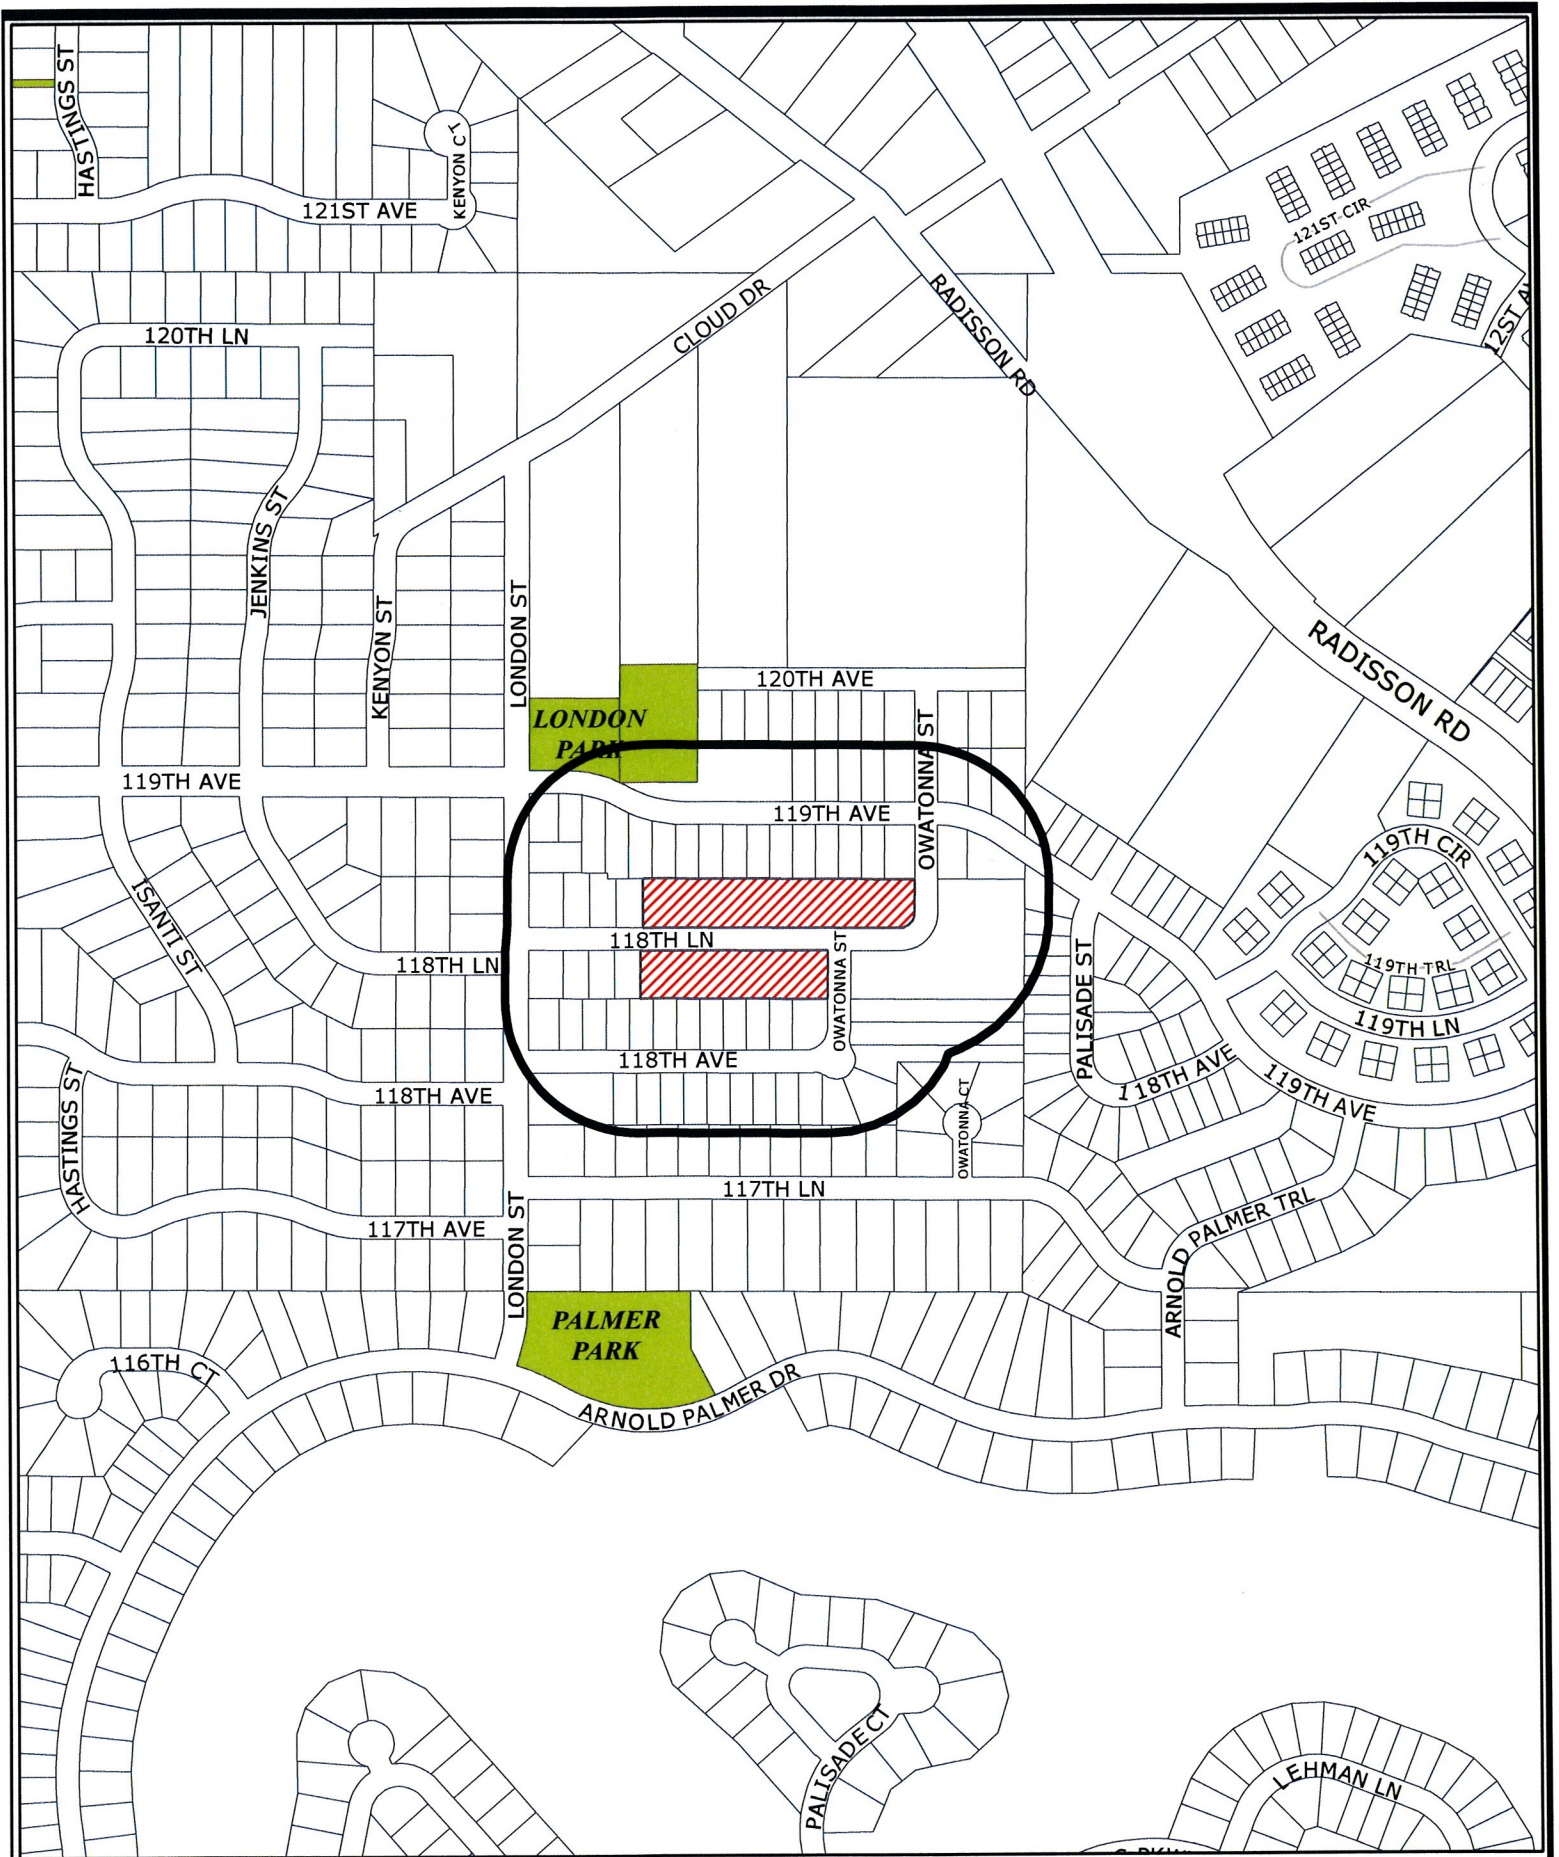 HASTINGS ST
KENYON CT
121ST AVE
121ST CIR
CLOUD DR
RADISSON RD
120TH LN
JENKINS ST
KENYON ST
LONDON ST
RADISSON RD
120TH AVE
LONDON
PARK
OWATONNA ST
119TH AVE
119TH AVE
119TH CIR
ISANTI ST
118TH LN
118TH LN
OWATONNA ST
PALISADE ST
119TH TRL
119TH LN
118TH AVE
118TH AVE
118TH AVE
119TH AVE
HASTINGS ST
OWATONNA CT
117TH LN
117TH AVE
LONDON ST
ARNOLD PALMER TRL
PALMER
PARK
116TH CT
ARNOLD PALMER DR
PALISADE CT
LEHMAN LN